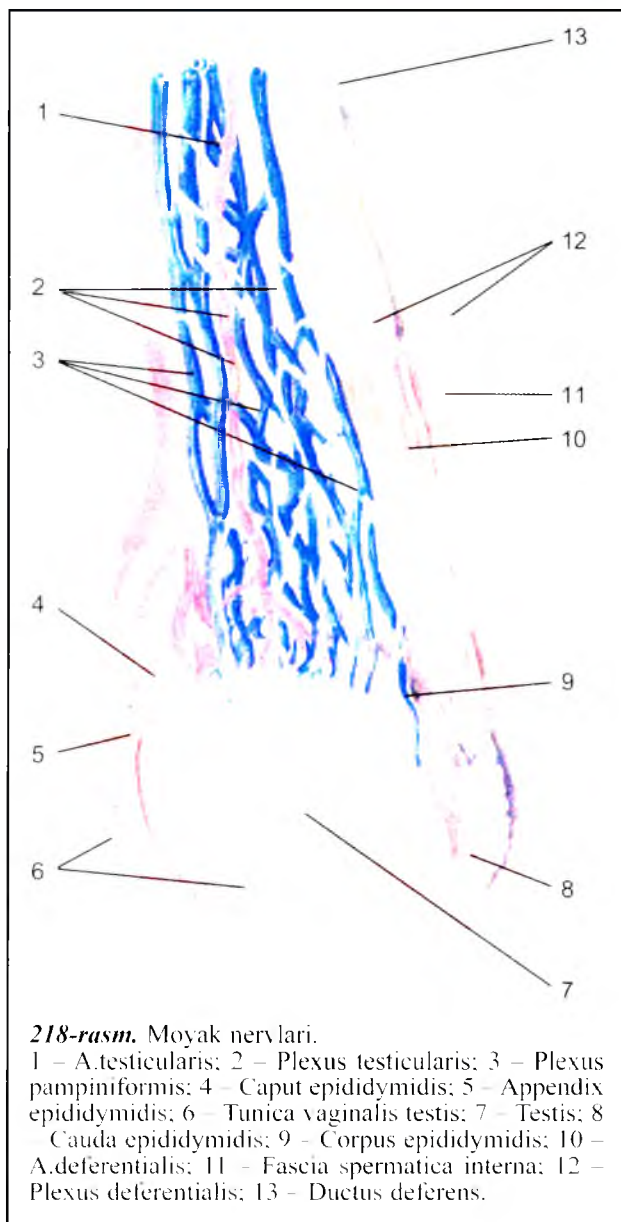 13
1
12
2
3
11
10
4
9
5
6
8
7
218-rasm. Moyak nervlari.
1 – A.testicularis; 2 – Plexus testicularis; 3 – Plexus
pampiniformis; 4 – Caput epididymidis; 5 – Appendix
epididymidis; 6 – Tunica vaginalis testis; 7 – Testis; 8
– Cauda epididymidis; 9 – Corpus epididymidis; 10 –
A.deferentialis; 11 – Fascia spermatica interna; 12 –
Plexus deferentialis; 13 – Ductus deferens.